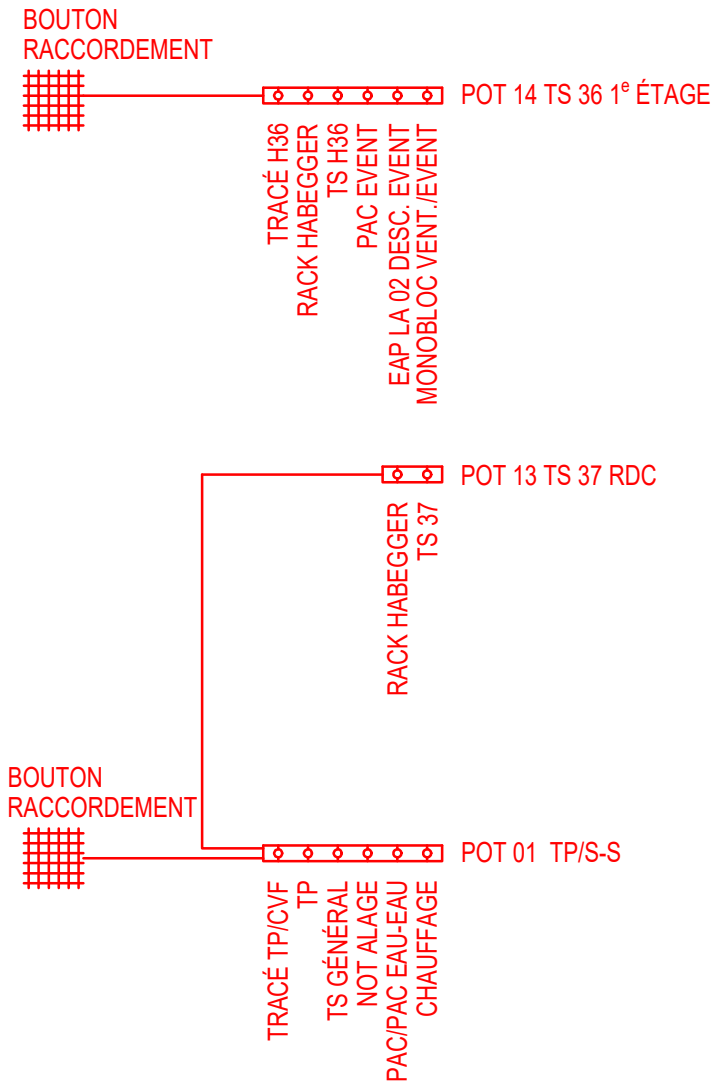 BOUTON
RACCORDEMENT
POT 14 TS 36 1e ÉTAGE
TRACÉ H36
RACK HABEGGER
TS H36
PAC EVENT
EAP LA 02 DESC. EVENT
MONOBLOC VENT./EVENT
POT 13 TS 37 RDC
RACK HABEGGER
TS 37
BOUTON
RACCORDEMENT
POT 01 TP/S-S
TRACÉ TP/CVF
TP
TS GÉNÉRAL
NOT ALAGE
PAC/PAC EAU-EAU
CHAUFFAGE